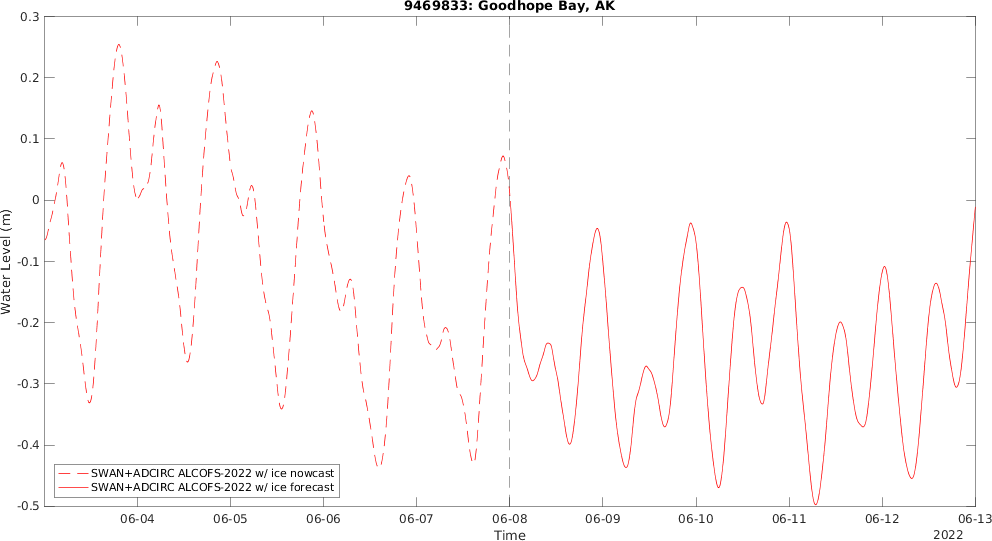 9469833: Goodhope Bay, AK
0.3
0.2
0.1
0
-0.1
-0.2
-0.3
-0.4
-0.5
Water Level (m)
SWAN+ADCIRC ALCOFS-2022 w/ ice nowcast
SWAN+ADCIRC ALCOFS-2022 w/ ice forecast
06-04 06-05 06-06 06-07 06-08 06-09 06-10 06-11 06-12 06-13
Time
2022